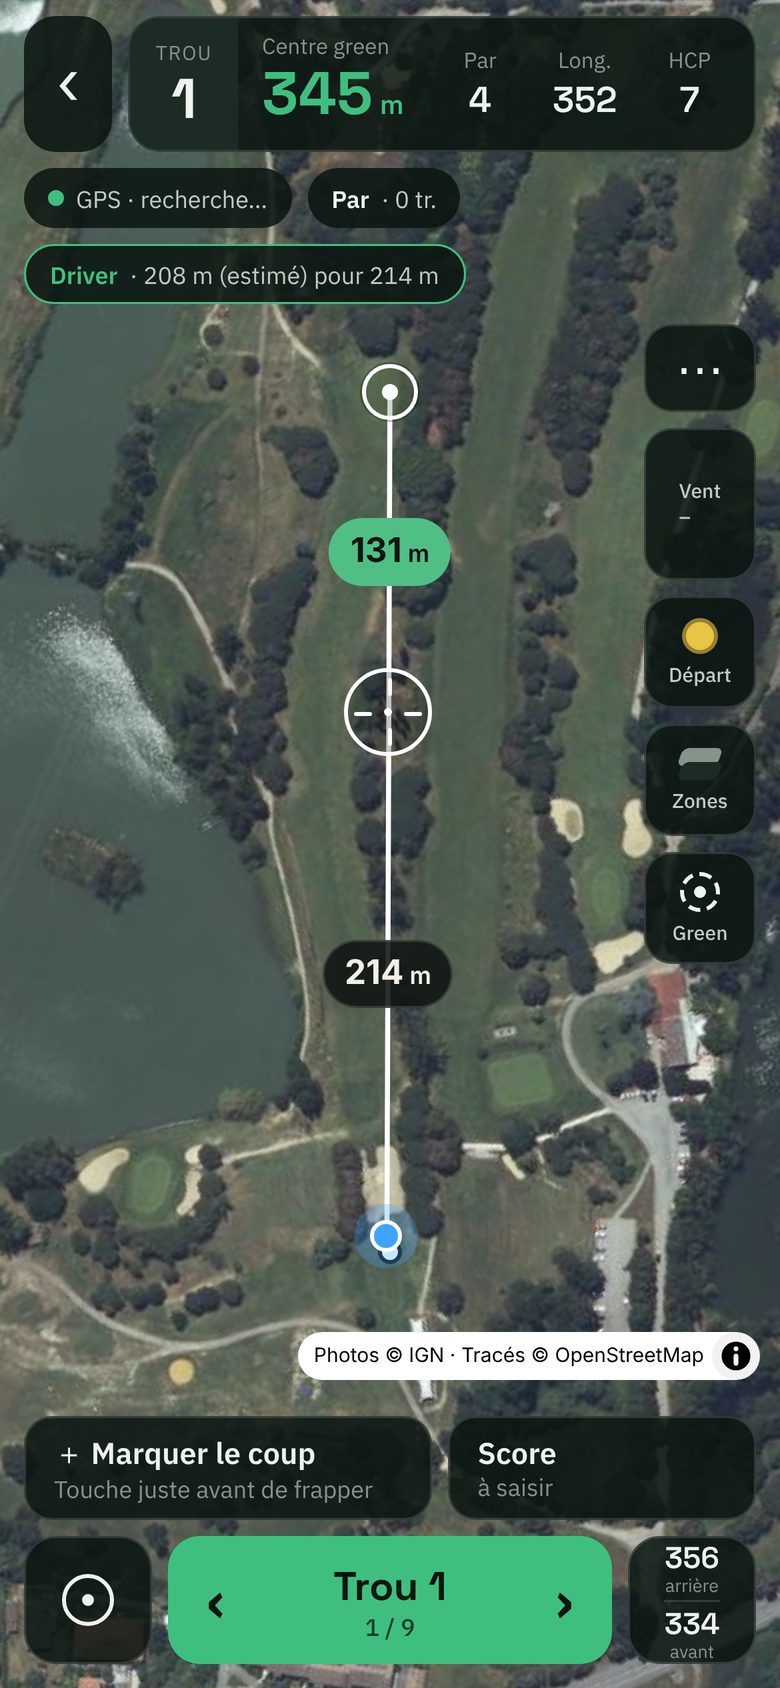 TROU
1
Centre green
345 m
Par
4
Long.
352
HCP
7
GPS · recherche...
Par · 0 tr.
Driver · 208 m (estimé) pour 214 m
...
Vent
–
131 m
Départ
Zones
Green
214 m
Photos © IGN · Tracés © OpenStreetMap
+ Marquer le coup
Touche juste avant de frapper
Score
à saisir
Trou 1
1 / 9
356
arrière
334
avant